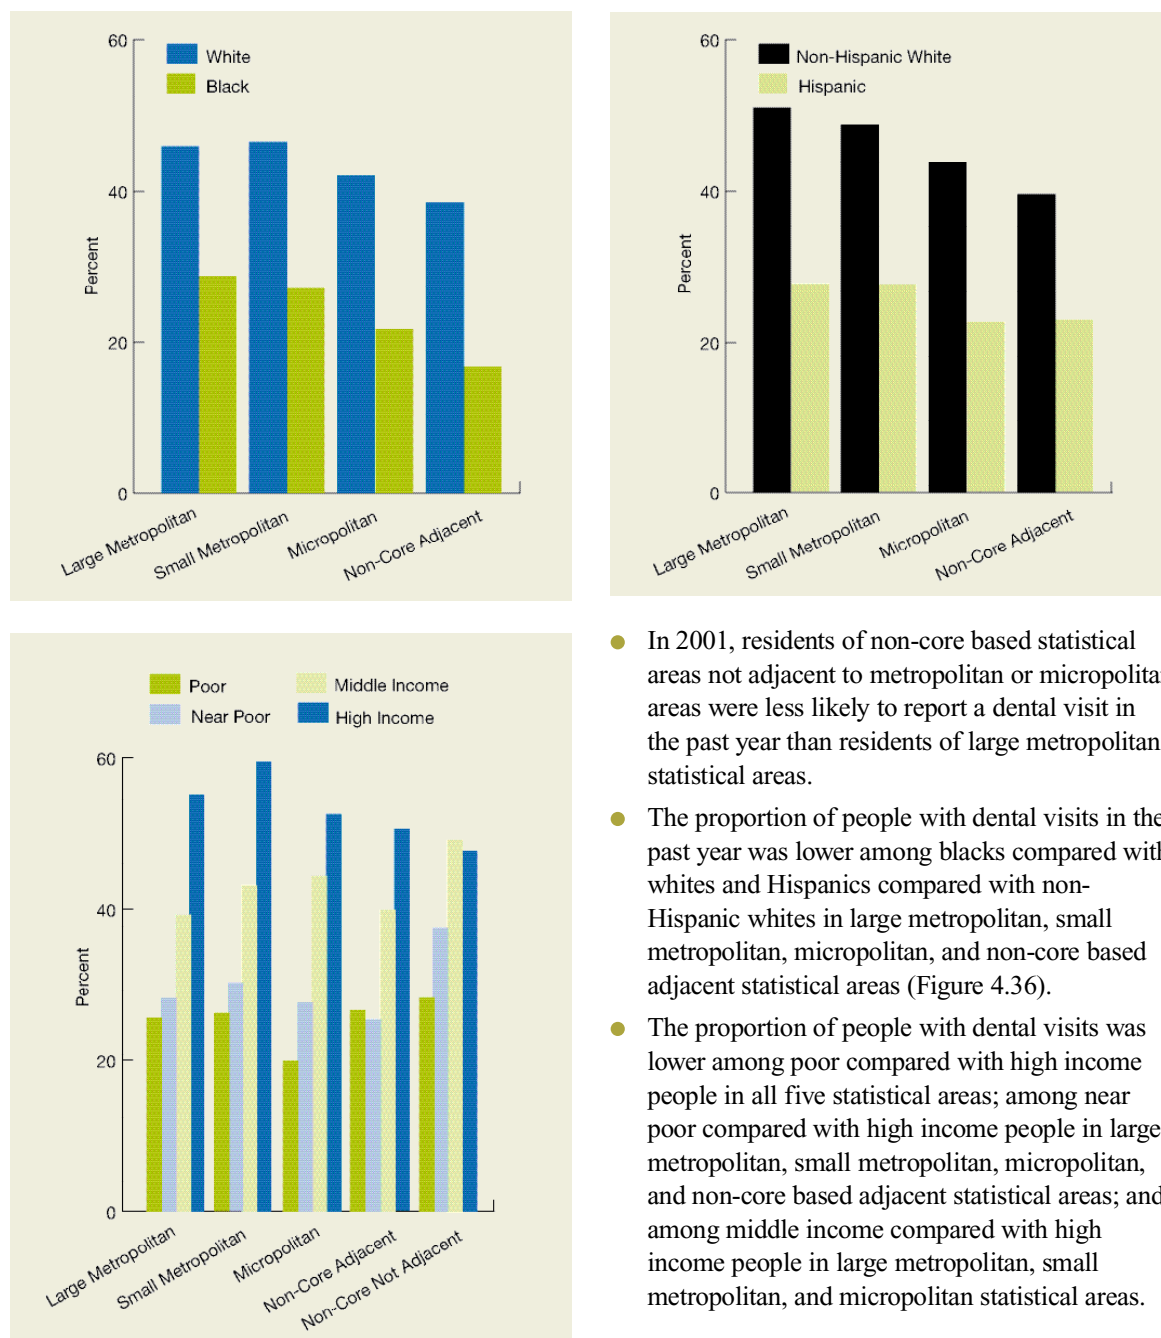 60
White
Black
40
Percent
20
0
Large Metropolitan
Small Metropolitan
Micropolitan
Non-Core Adjacent
60
Non-Hispanic White
Hispanic
40
Percent
20
0
Large Metropolitan
Small Metropolitan
Micropolitan
Non-Core Adjacent
Poor
Middle Income
Near Poor
High Income
60
40
Percent
20
0
Large Metropolitan
Small Metropolitan
Micropolitan
Non-Core Adjacent
Non-Core Not Adjacent
In 2001, residents of non-core based statistical
areas not adjacent to metropolitan or micropolita
areas were less likely to report a dental visit in
the past year than residents of large metropolitan
statistical areas.
The proportion of people with dental visits in the
past year was lower among blacks compared with
whites and Hispanics compared with non-
Hispanic whites in large metropolitan, small
metropolitan, micropolitan, and non-core based
adjacent statistical areas (Figure 4.36).
The proportion of people with dental visits was
lower among poor compared with high income
people in all five statistical areas; among near
poor compared with high income people in large
metropolitan, small metropolitan, micropolitan,
and non-core based adjacent statistical areas; and
among middle income compared with high
income people in large metropolitan, small
metropolitan, and micropolitan statistical areas.